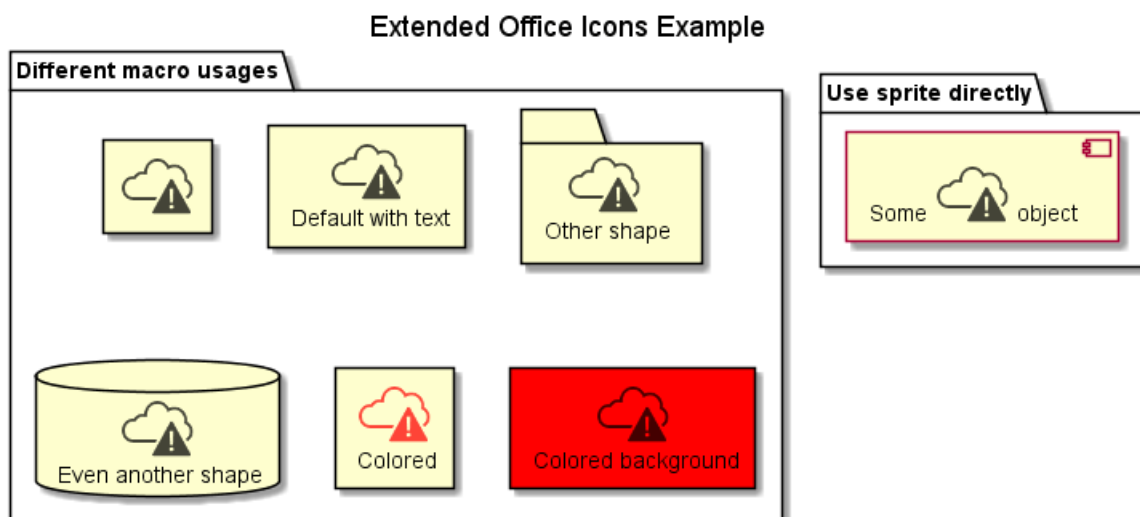 Extended Office Icons Example
Different macro usages
Use sprite directly
Default with text
Other shape
Some object
Even another shape
Colored
Colored background